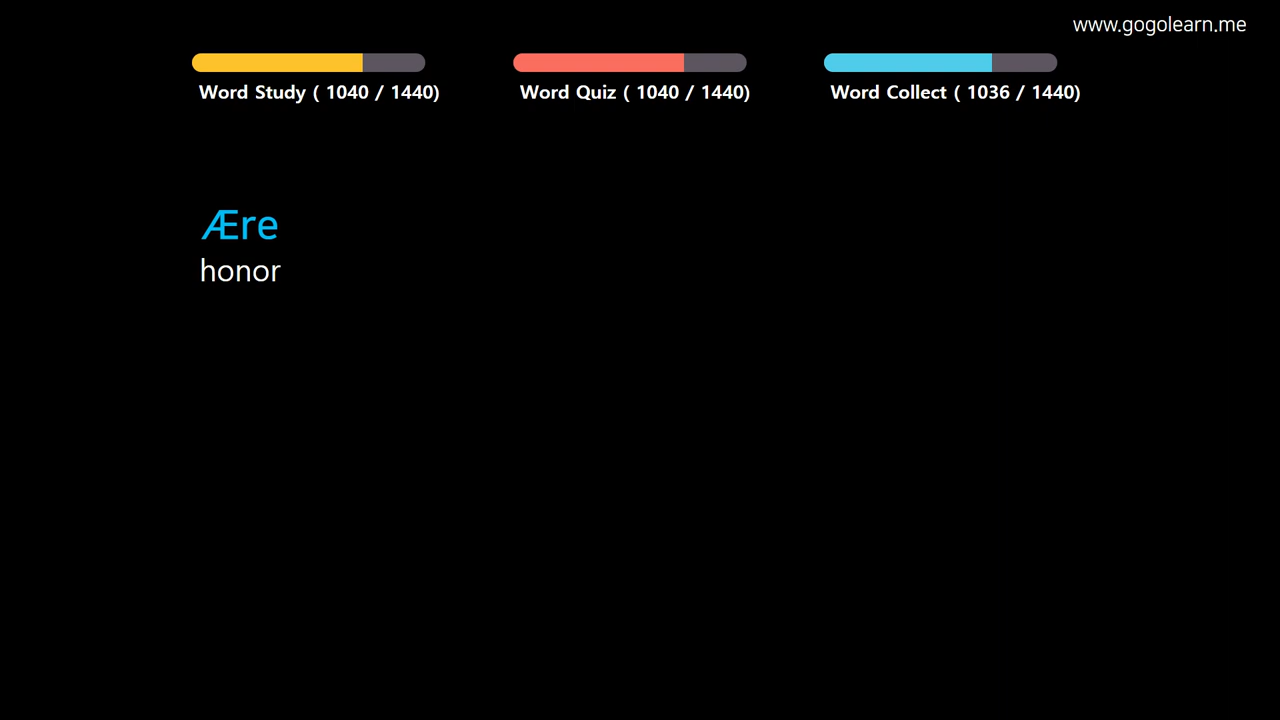 www.gogolearn.me
Word Study ( 1040 / 1440)
Word Quiz ( 1040 / 1440)
Word Collect ( 1036 / 1440)
Ære
honor